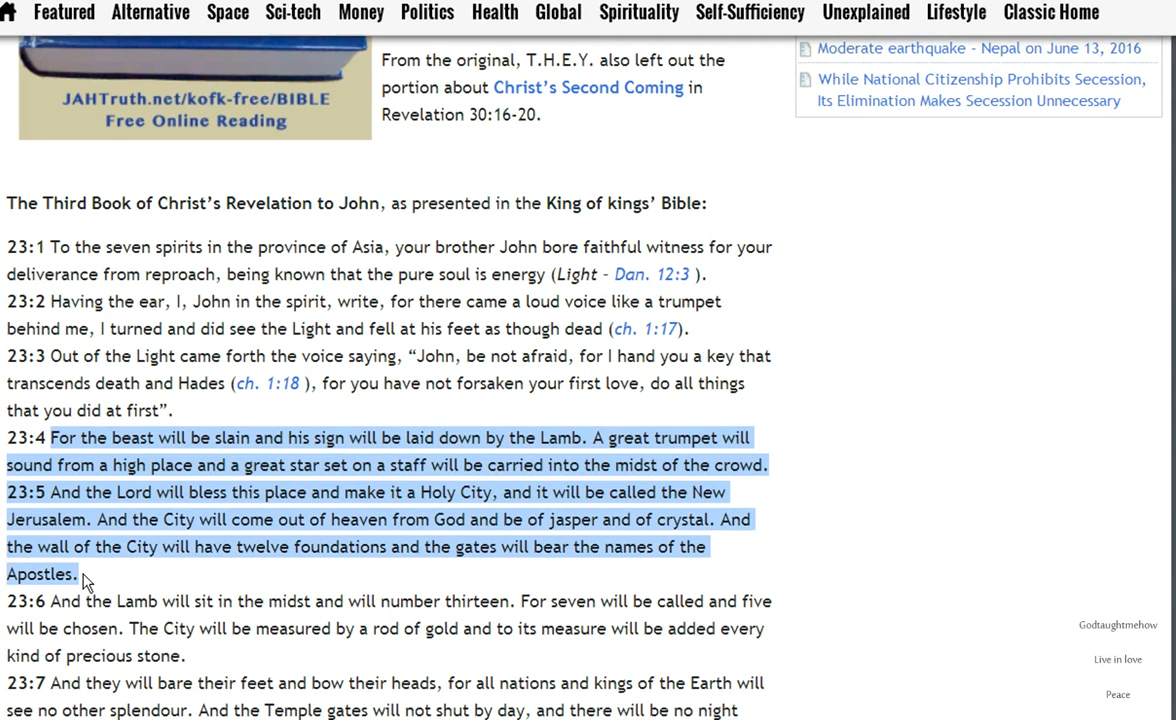 Featured Alternative Space Sci-tech Money Politics Health Global Spirituality Self-Sufficiency Unexplained Lifestyle Classic Home
JAHTruth.net/kofk-free/BIBLE
Free Online Reading
From the original, T.H.E.Y. also left out the
portion about Christ’s Second Coming in
Revelation 30:16-20.
Moderate earthquake - Nepal on June 13, 2016
While National Citizenship Prohibits Secession,
Its Elimination Makes Secession Unnecessary
The Third Book of Christ’s Revelation to John, as presented in the King of kings’ Bible:
23:1 To the seven spirits in the province of Asia, your brother John bore faithful witness for your
deliverance from reproach, being known that the pure soul is energy (Light - Dan. 12:3 ).
23:2 Having the ear, I, John in the spirit, write, for there came a loud voice like a trumpet
behind me, I turned and did see the Light and fell at his feet as though dead (ch. 1:17).
23:3 Out of the Light came forth the voice saying, “John, be not afraid, for I hand you a key that
transcends death and Hades (ch. 1:18 ), for you have not forsaken your first love, do all things
that you did at first”.
23:4 For the beast will be slain and his sign will be laid down by the Lamb. A great trumpet will
sound from a high place and a great star set on a staff will be carried into the midst of the crowd.
23:5 And the Lord will bless this place and make it a Holy City, and it will be called the New
Jerusalem. And the City will come out of heaven from God and be of jasper and of crystal. And
the wall of the City will have twelve foundations and the gates will bear the names of the
Apostles.
23:6 And the Lamb will sit in the midst and will number thirteen. For seven will be called and five
will be chosen. The City will be measured by a rod of gold and to its measure will be added every
kind of precious stone.
23:7 And they will bare their feet and bow their heads, for all nations and kings of the Earth will
see no other splendour. And the Temple gates will not shut by day, and there will be no night
Godtaughtmehow
Live in love
Peace